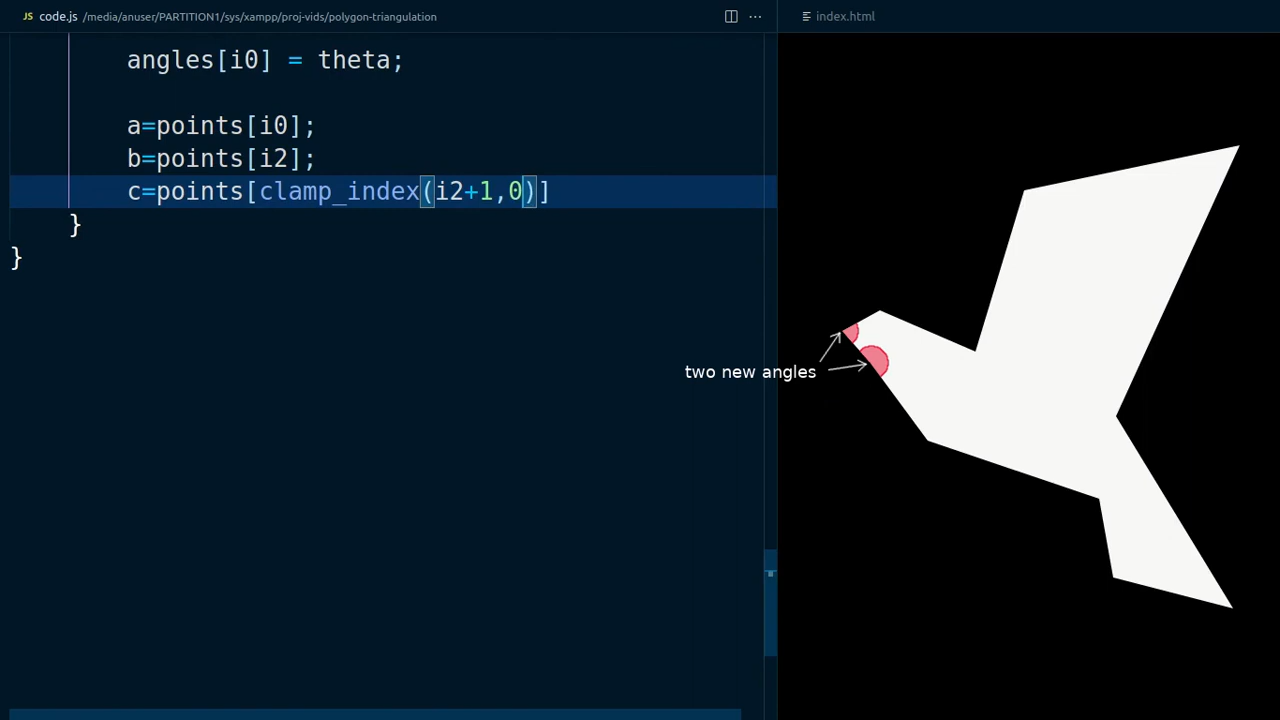 JS code.js /media/anuser/PARTITION1/sys/xampp/proj-vids/polygon-triangulation
index.html
angles[i0] = theta;
a=points[i0];
b=points[i2];
c=points[clamp_index(i2+1,0)]
}
}
two new angles